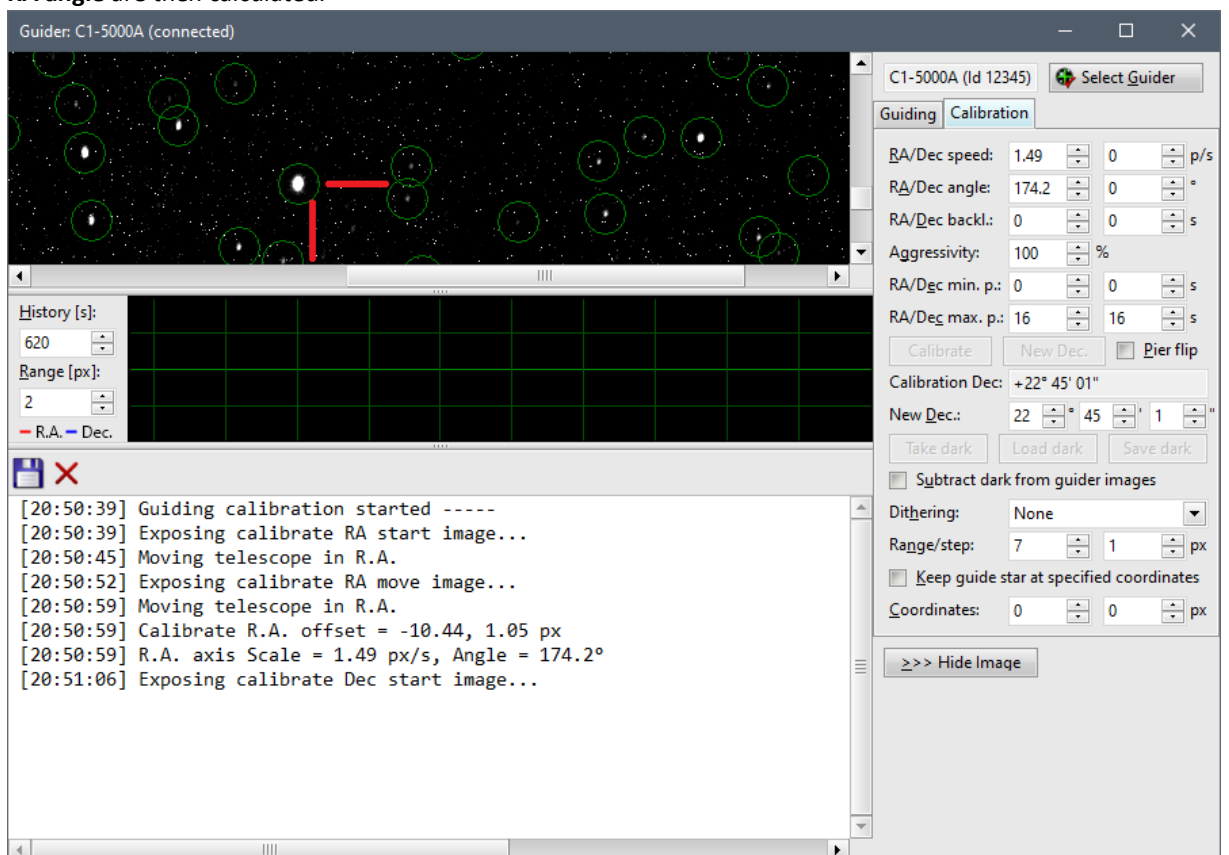 RA angle are then calculated.
Guider: C1-5000A (connected)
C1-5000A (Id 12345) Select Guider
Guiding Calibration
RA/Dec speed: 1.49 0 p/s
RA/Dec angle: 174.2 0 °
RA/Dec backl.: 0 0 s
Aggressivity: 100 %
RA/Dec min. p.: 0 0 s
RA/Dec max. p.: 16 16 s
Calibrate New Dec. Pier flip
Calibration Dec: +22° 45' 01"
New Dec.: 22 ° 45 ' 1 "
Take dark Load dark Save dark
Subtract dark from guider images
Dithering: None
Range/step: 7 1 px
Keep guide star at specified coordinates
Coordinates: 0 0 px
>>> Hide Image
History [s]:
620
Range [px]:
2
R.A. Dec.
[20:50:39] Guiding calibration started -----
[20:50:39] Exposing calibrate RA start image...
[20:50:45] Moving telescope in R.A.
[20:50:52] Exposing calibrate RA move image...
[20:50:59] Moving telescope in R.A.
[20:50:59] Calibrate R.A. offset = -10.44, 1.05 px
[20:50:59] R.A. axis Scale = 1.49 px/s, Angle = 174.2°
[20:51:06] Exposing calibrate Dec start image...